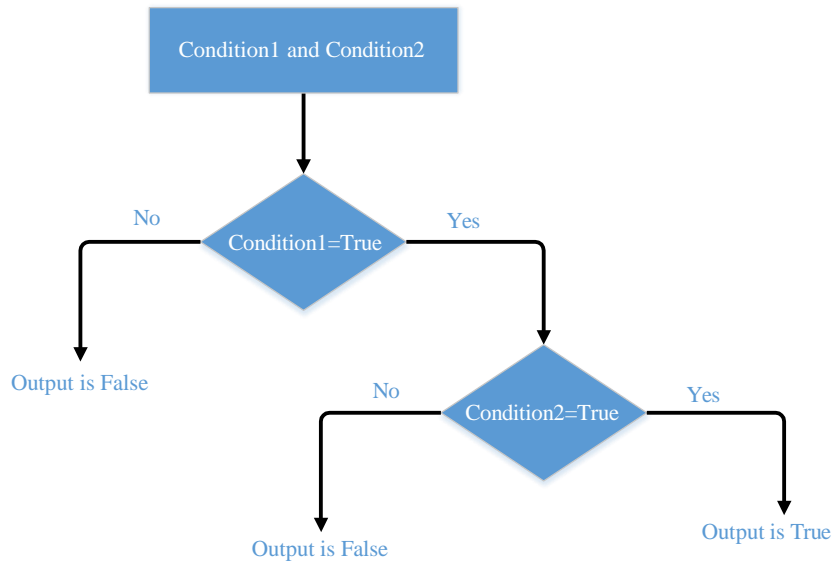 Condition1 and Condition2
No
Yes
Condition1=True
Output is False
No
Yes
Condition2=True
Output is False
Output is True